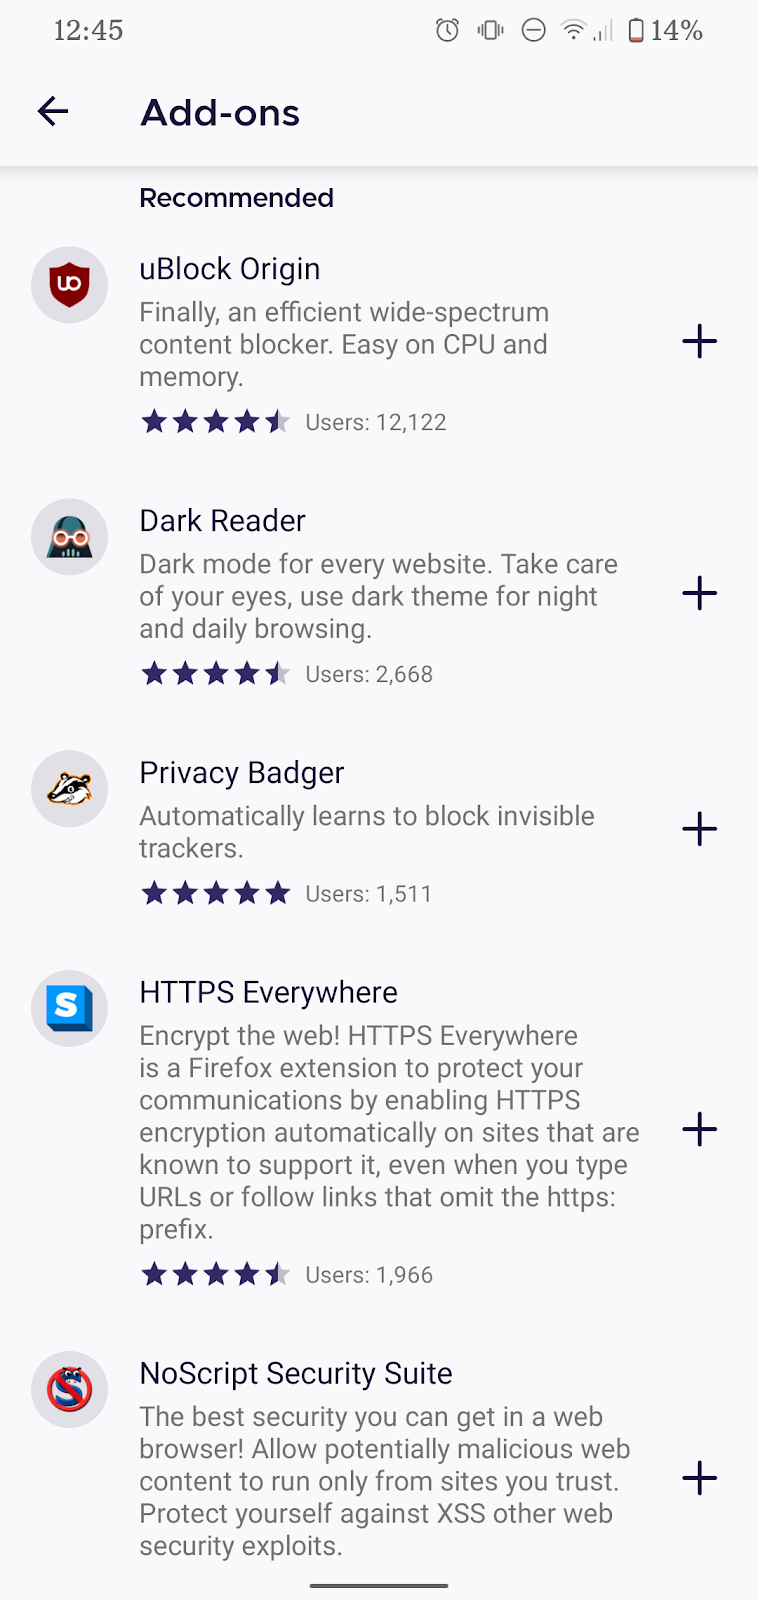 12:45
14%
Add-ons
Recommended
uBlock Origin
Finally, an efficient wide-spectrum
content blocker. Easy on CPU and
memory.
Users: 12,122
Dark Reader
Dark mode for every website. Take care
of your eyes, use dark theme for night
and daily browsing.
Users: 2,668
Privacy Badger
Automatically learns to block invisible
trackers.
Users: 1,511
HTTPS Everywhere
Encrypt the web! HTTPS Everywhere
is a Firefox extension to protect your
communications by enabling HTTPS
encryption automatically on sites that are
known to support it, even when you type
URLs or follow links that omit the https:
prefix.
Users: 1,966
NoScript Security Suite
The best security you can get in a web
browser! Allow potentially malicious web
content to run only from sites you trust.
Protect yourself against XSS other web
security exploits.